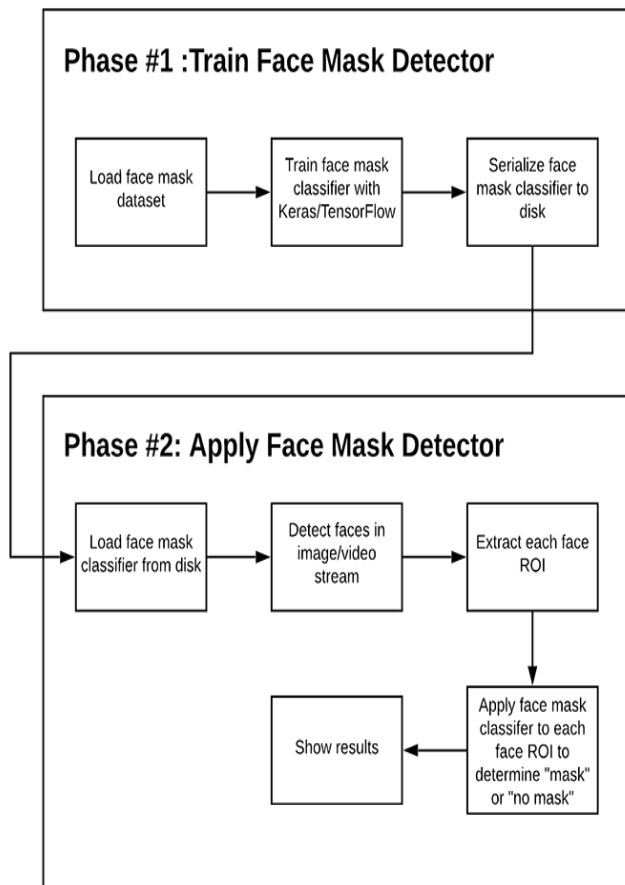 Phase #1 :Train Face Mask Detector
Load face mask
dataset
Train face mask
classifier with
Keras/TensorFlow
Serialize face
mask classifier to
disk
Phase #2: Apply Face Mask Detector
Load face mask
classifier from disk
Detect faces in
image/video
stream
Extract each face
ROI
Apply face mask
classifer to each
face ROI to
determine "mask"
or "no mask"
Show results